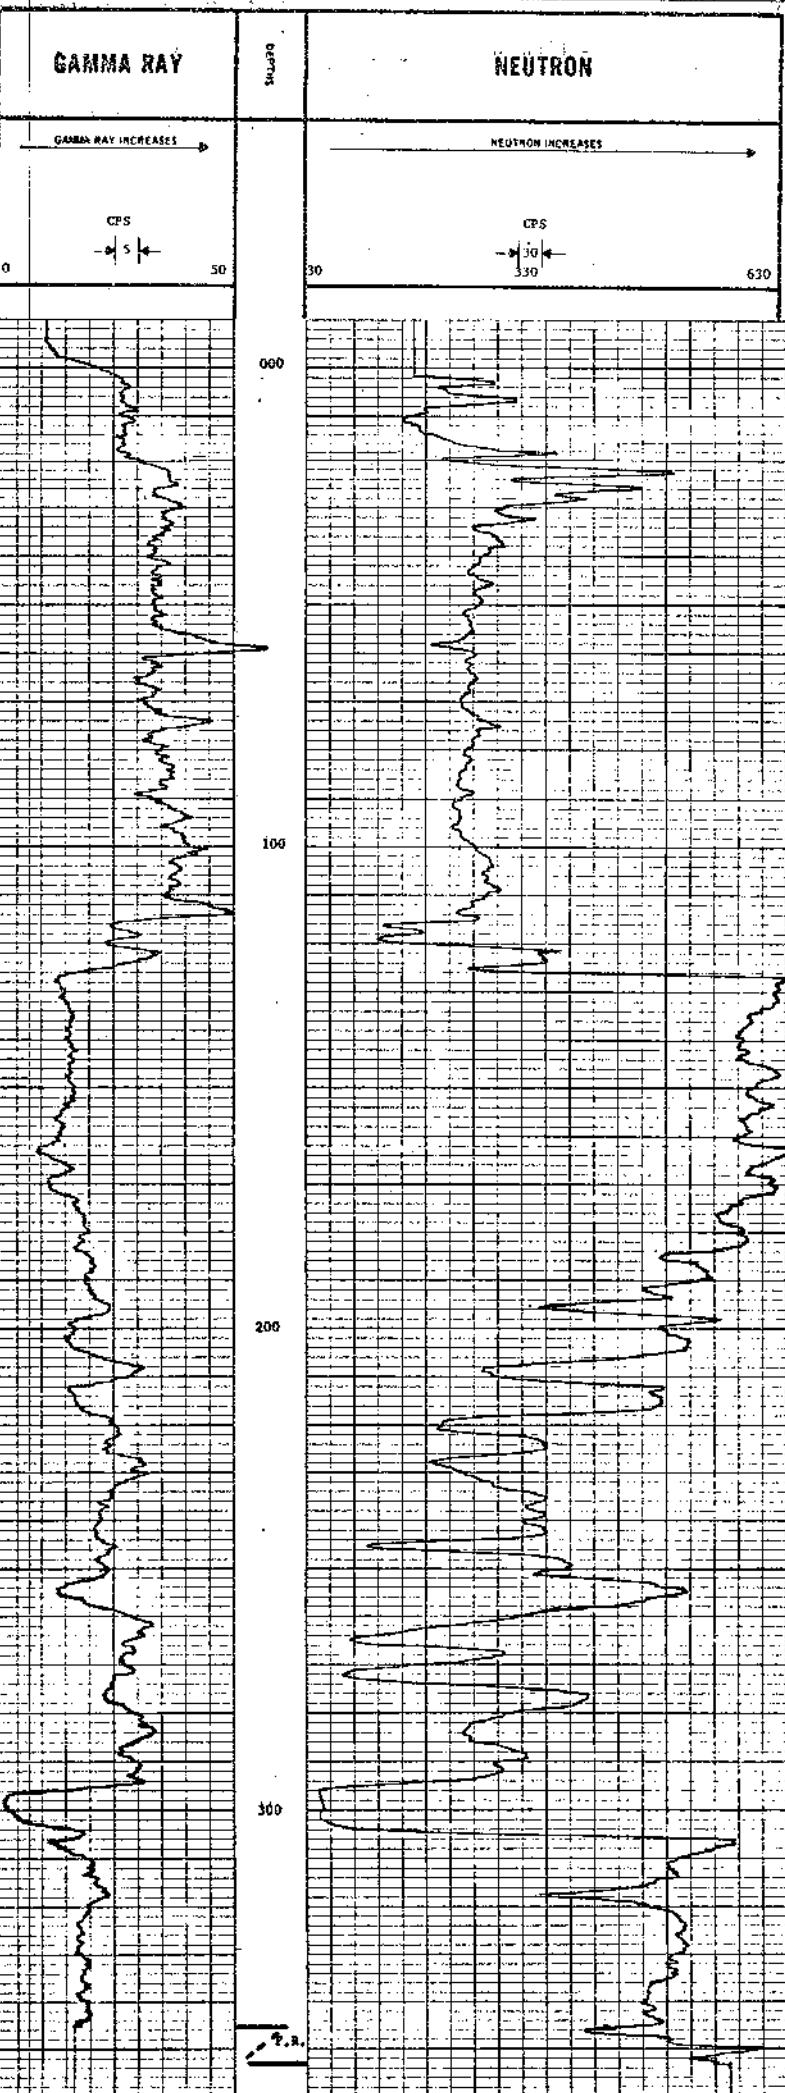 GAMMA RAY DEPTHS NEUTRON
GAMMA RAY INCREASES NEUTRON INCREASES
CPS CPS
5 30
0 50 30 330 630
000
100
200
300
T.R.